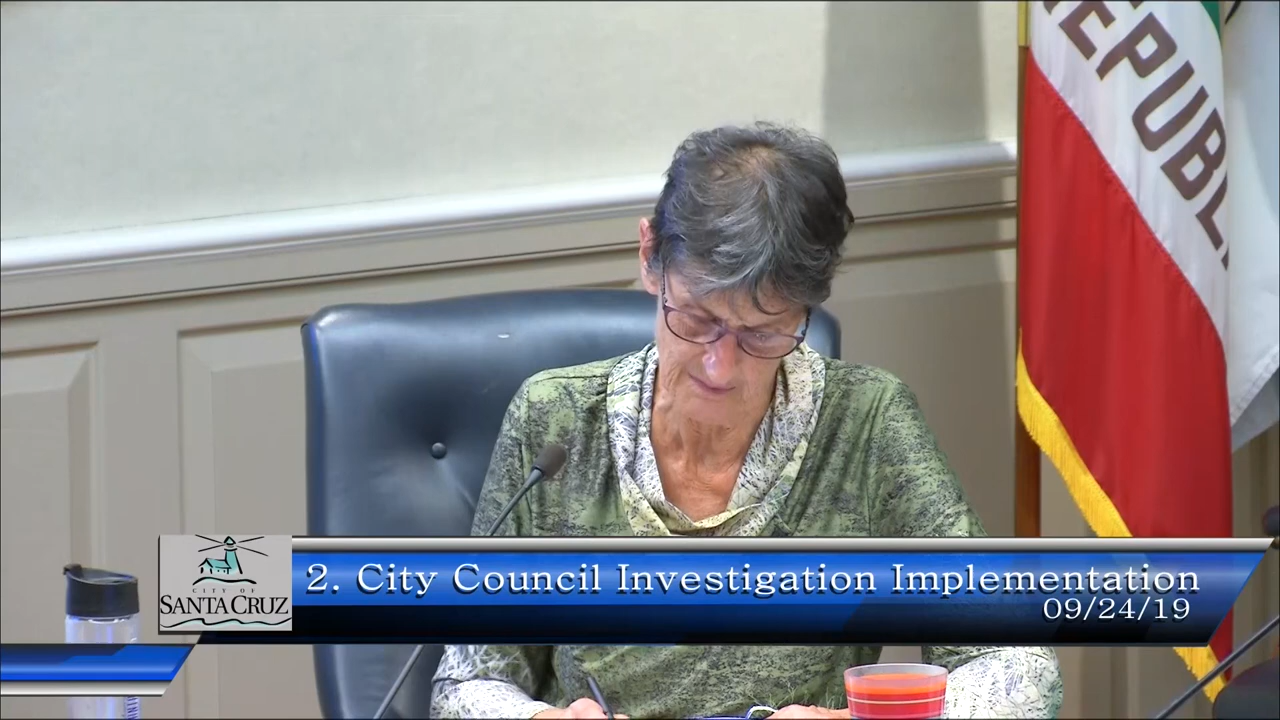 REPUBL
2. City Council Investigation Implementation
CITY OF
SANTA CRUZ
09/24/19